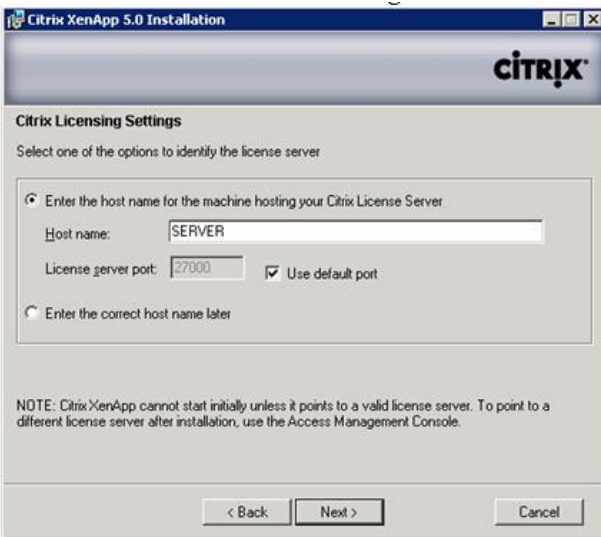 Citrix XenApp 5.0 Installation
CITRIX
Citrix Licensing Settings
Select one of the options to identify the license server
Enter the host name for the machine hosting your Citrix License Server
Host name: SERVER
License server port: 27000 Use default port
Enter the correct host name later
NOTE: Citrix XenApp cannot start initially unless it points to a valid license server. To point to a
different license server after installation, use the Access Management Console.
< Back Next > Cancel